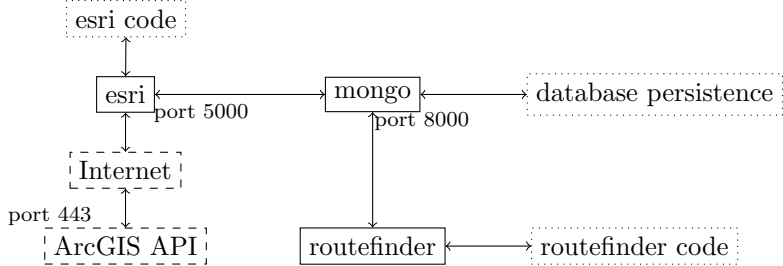 esri code
esri
mongo
database persistence
port 5000
port 8000
Internet
port 443
ArcGIS API
routefinder
routefinder code